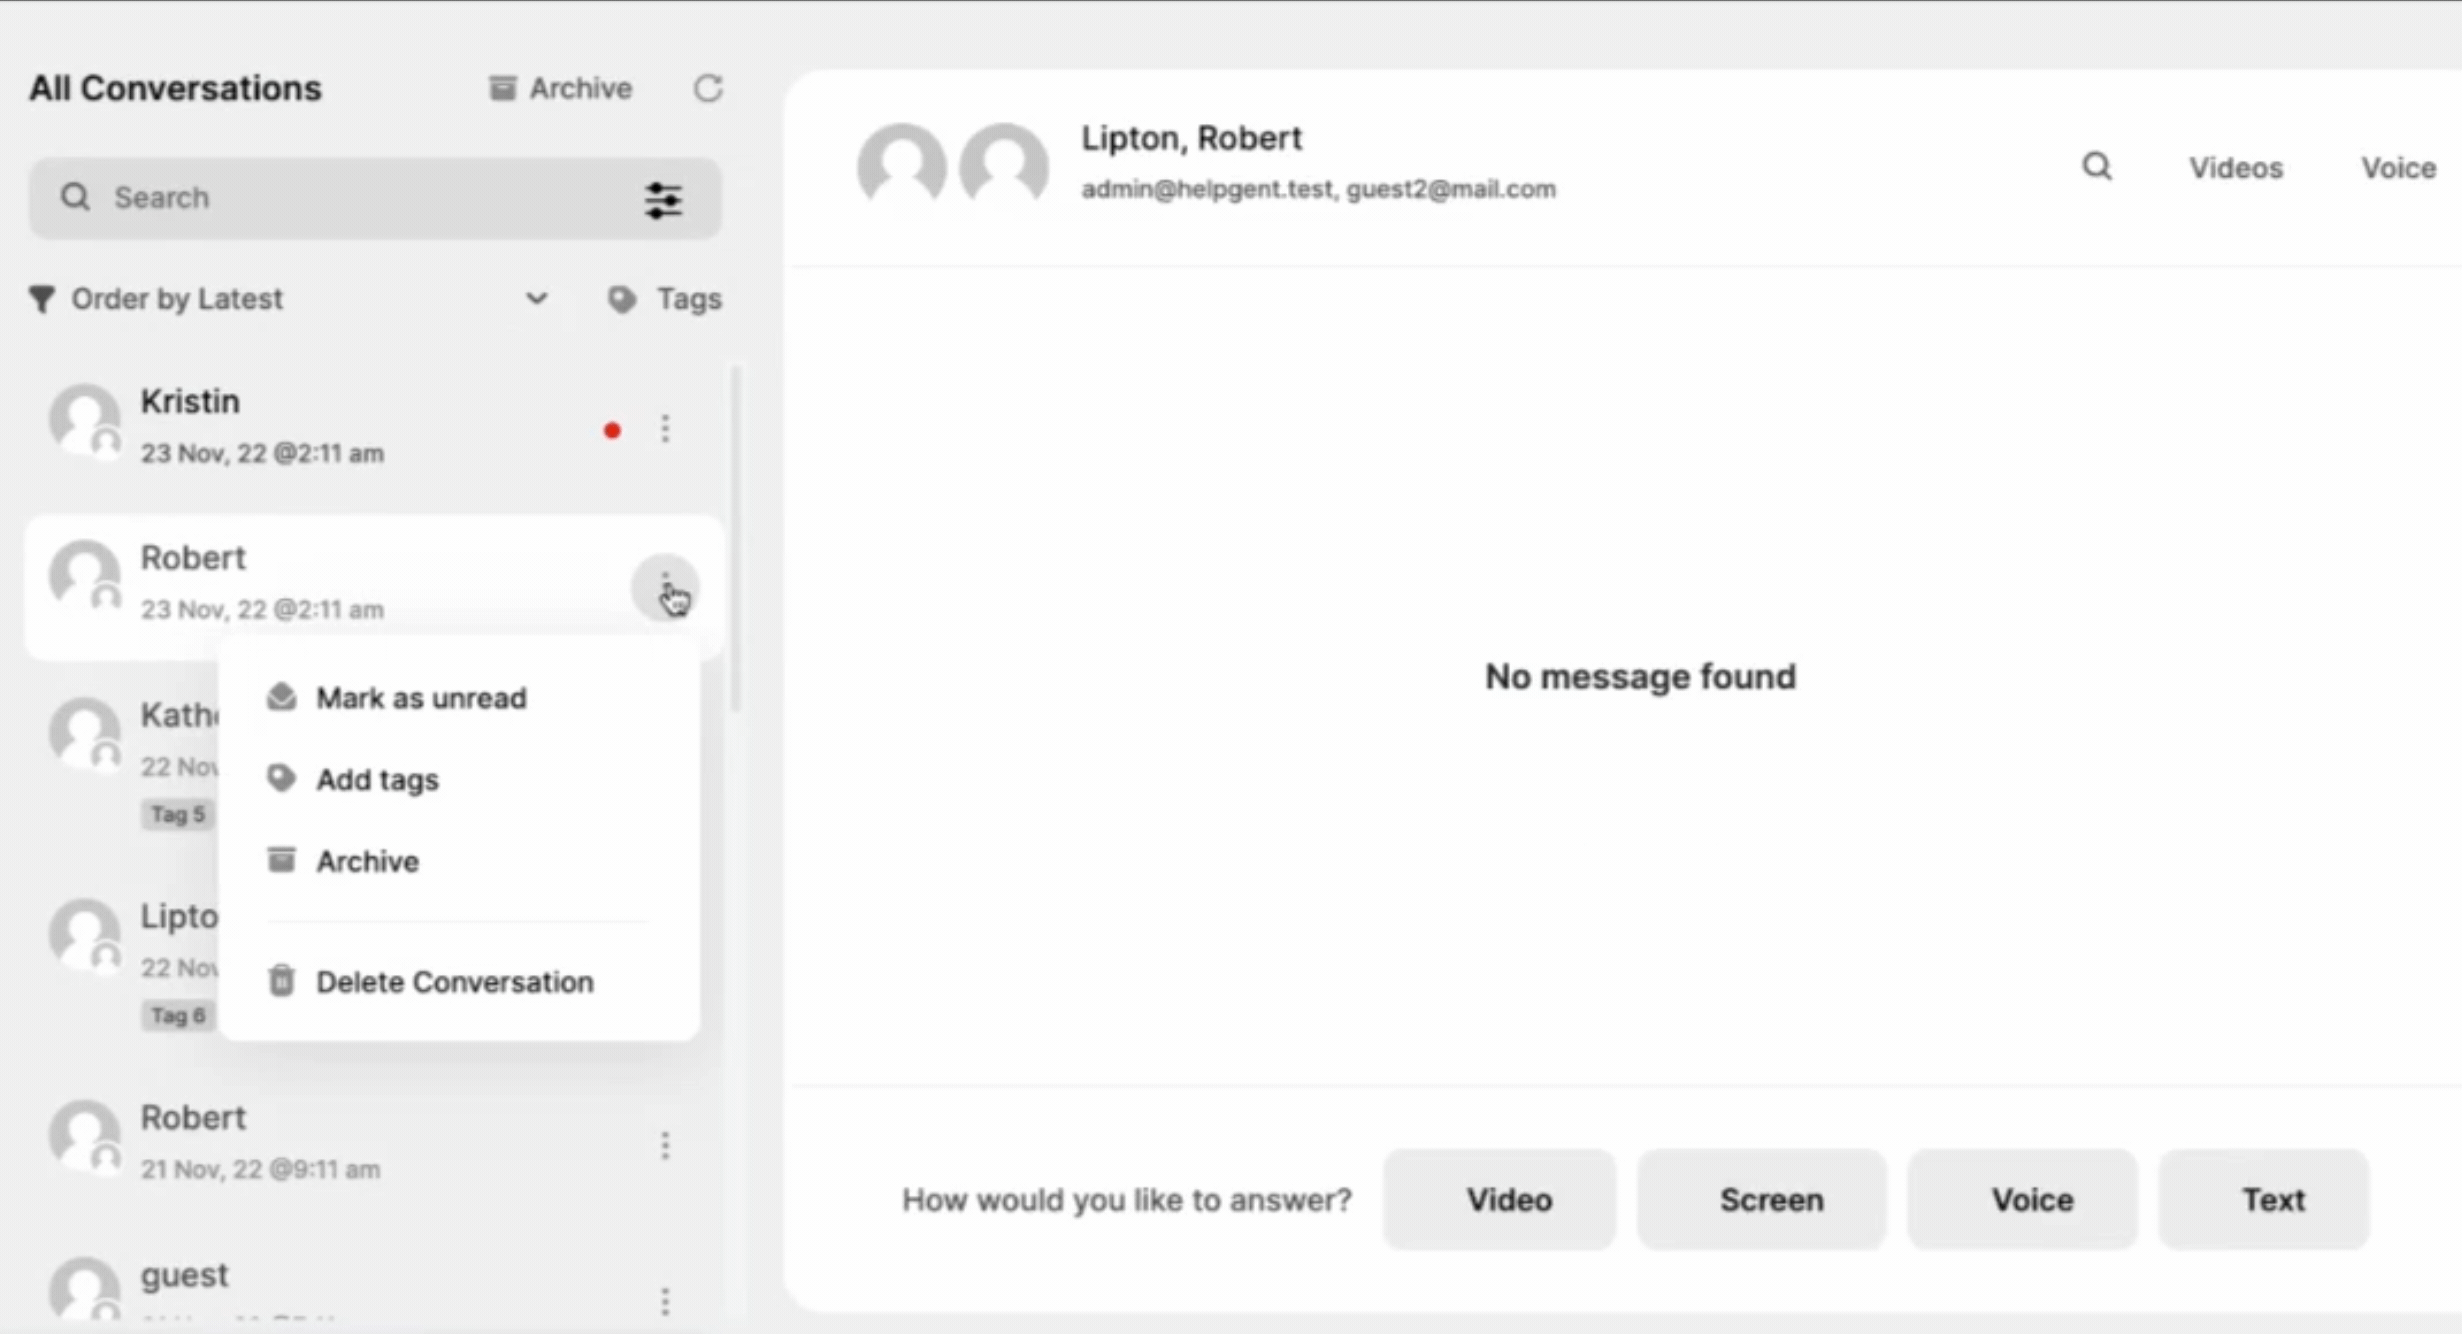 All Conversations
Archive
Search
Order by Latest
Tags
Kristin
23 Nov, 22 @2:11 am
Robert
23 Nov, 22 @2:11 am
Mark as unread
Add tags
Archive
Delete Conversation
22 Nov
Tag 5
22 Nov
Tag 6
Robert
21 Nov, 22 @9:11 am
guest
Lipton, Robert
admin@helpgent.test, guest2@mail.com
Videos
Voice
No message found
How would you like to answer?
Video
Screen
Voice
Text